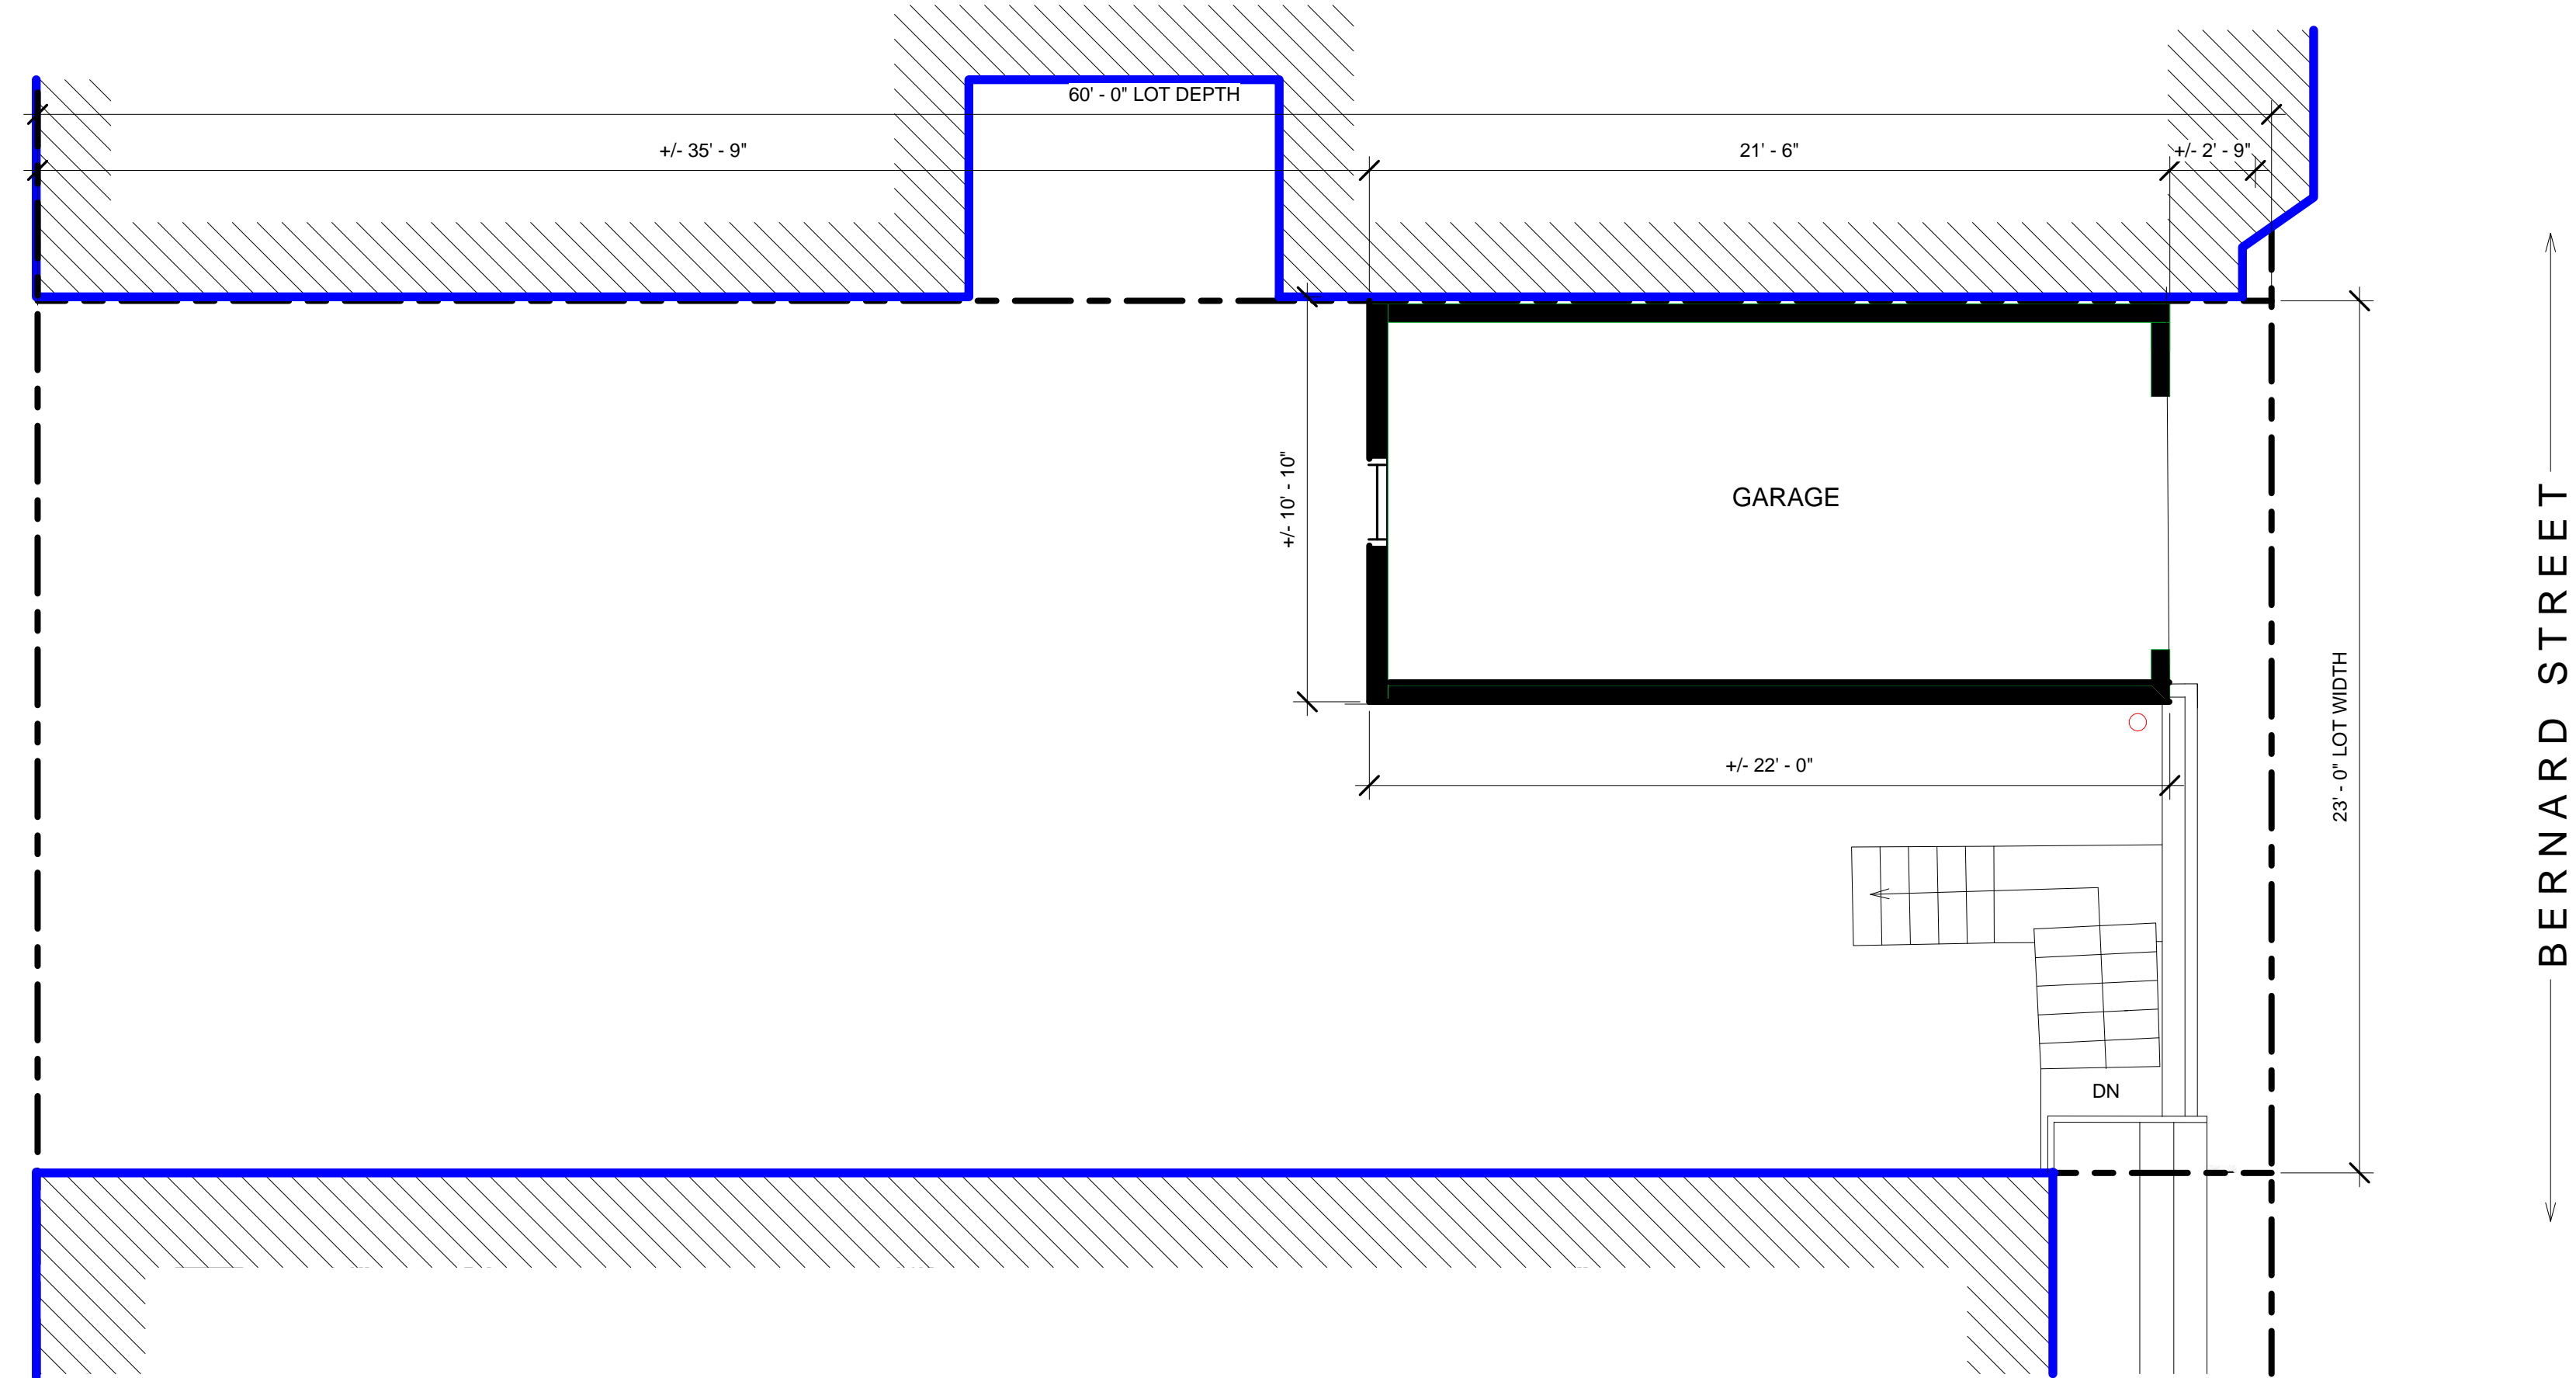 60' - 0" LOT DEPTH
+/- 35' - 9"
21' - 6"
+/- 2' - 9"
+/- 10' - 10"
GARAGE
+/- 22' - 0"
23' - 0" LOT WIDTH
BERNARD STREET
DN